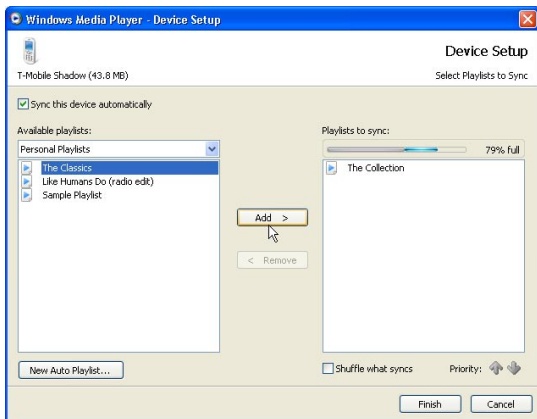 Windows Media Player - Device Setup
Device Setup
T-Mobile Shadow (43.8 MB)
Select Playlists to Sync
Sync this device automatically
Available playlists:
Personal Playlists
The Classics
Like Humans Do (radio edit)
Sample Playlist
Add >
< Remove
Playlists to sync:
79% full
The Collection
New Auto Playlist...
Shuffle what syncs
Priority:
Finish
Cancel